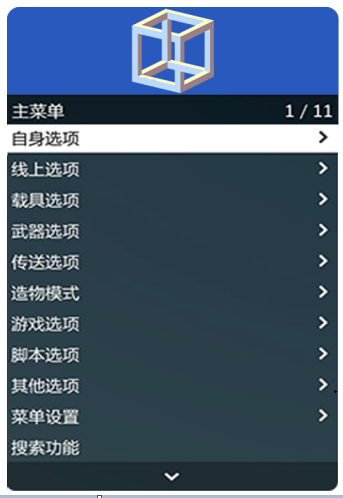 主菜单 1 / 11
自身选项
线上选项
载具选项
武器选项
传送选项
造物模式
游戏选项
脚本选项
其他选项
菜单设置
搜索功能